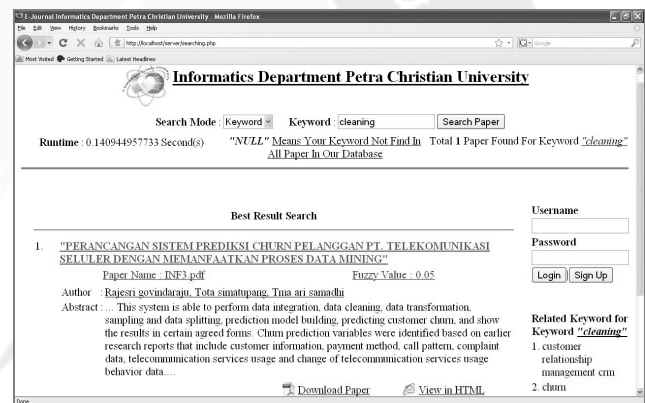 E-Journal Informatics Department Petra Christian University - Mozilla Firefox
File Edit View History Bookmarks Tools Help
http://localhost/server/searching.php
Google
Most Visited Getting Started Latest Headlines
Informatics Department Petra Christian University
Search Mode : Keyword Keyword : cleaning Search Paper
Runtime : 0.140944957733 Second(s) "NULL" Means Your Keyword Not Find In Total 1 Paper Found For Keyword "cleaning"
All Paper In Our Database
Best Result Search
Username
Password
Login Sign Up
1. "PERANCANGAN SISTEM PREDIKSI CHURN PELANGGAN PT. TELEKOMUNIKASI
SELULER DENGAN MEMANFAATKAN PROSES DATA MINING"
Paper Name : INF3.pdf Fuzzy Value : 0.05
Author : Rajesri govindaraju, Tota simatupang, Tma ari samadhi
Abstract : ... This system is able to perform data integration, data cleaning, data transformation,
sampling and data splitting, prediction model building, predicting customer churn, and show
the results in certain agreed forms. Churn prediction variables were identified based on earlier
research reports that include customer information, payment method, call pattern, complaint
data, telecommunication services usage and change of telecommunication services usage
behavior data....
Download Paper View in HTML
Related Keyword for
Keyword "cleaning"
1. customer
relationship
management crm
2. churn
Done